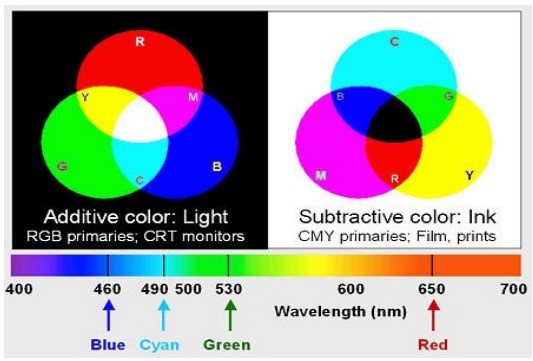 R
Y
M
G
C
B
Additive color: Light
RGB primaries; CRT monitors
C
B
G
M
R
Y
Subtractive color: Ink
CMY primaries; Film, prints
400 460 490 500 530 600 650 700
Wavelength (nm)
Blue Cyan Green Red